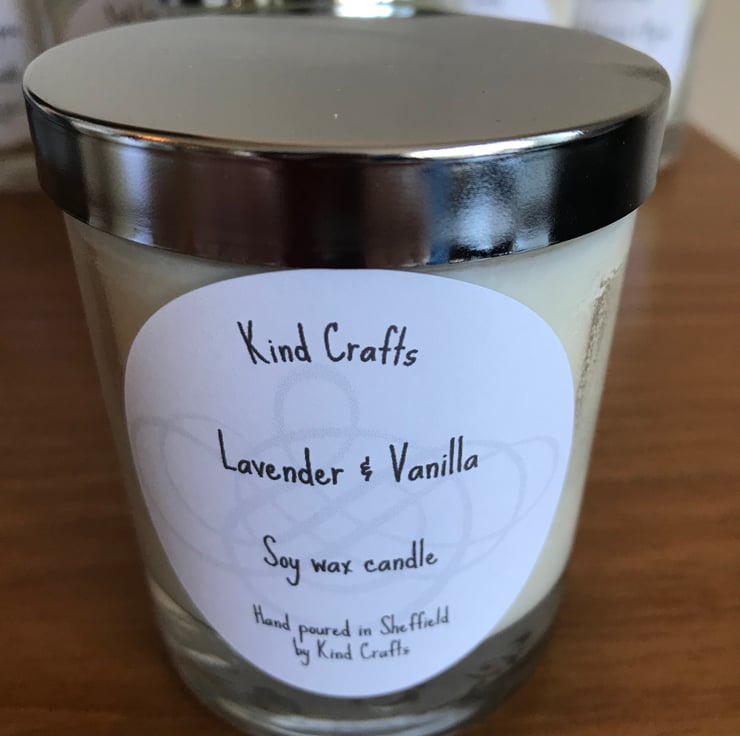 Kind Crafts
Lavender & Vanilla
Soy wax candle
Hand poured in Sheffield
by Kind Crafts